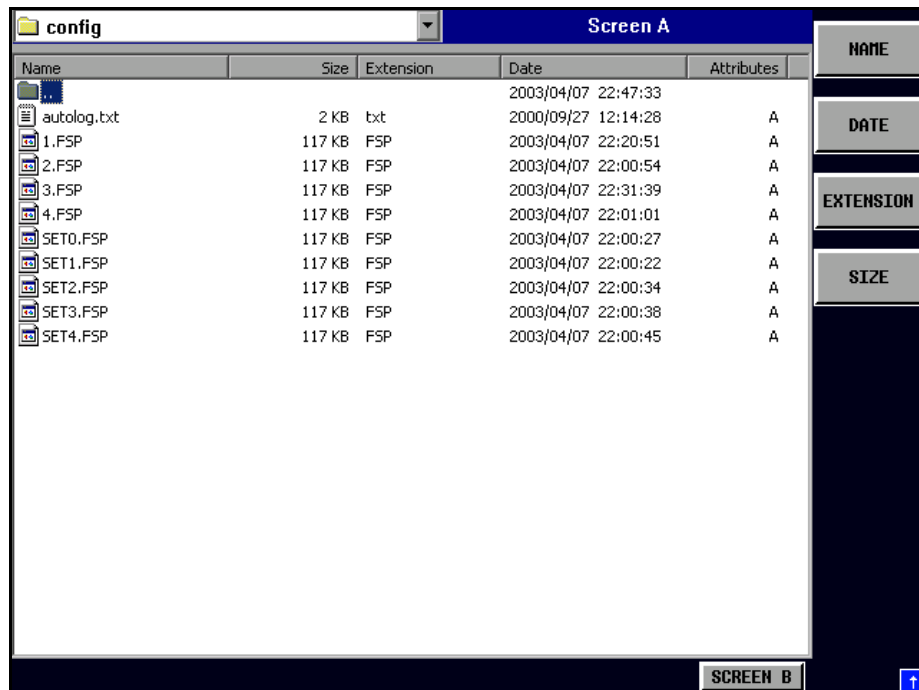 config
Screen A
Name Size Extension Date Attributes
.. 2003/04/07 22:47:33
autolog.txt 2 KB txt 2000/09/27 12:14:28 A
1.FSP 117 KB FSP 2003/04/07 22:20:51 A
2.FSP 117 KB FSP 2003/04/07 22:00:54 A
3.FSP 117 KB FSP 2003/04/07 22:31:39 A
4.FSP 117 KB FSP 2003/04/07 22:01:01 A
SET0.FSP 117 KB FSP 2003/04/07 22:00:27 A
SET1.FSP 117 KB FSP 2003/04/07 22:00:22 A
SET2.FSP 117 KB FSP 2003/04/07 22:00:34 A
SET3.FSP 117 KB FSP 2003/04/07 22:00:38 A
SET4.FSP 117 KB FSP 2003/04/07 22:00:45 A
NAME
DATE
EXTENSION
SIZE
SCREEN B